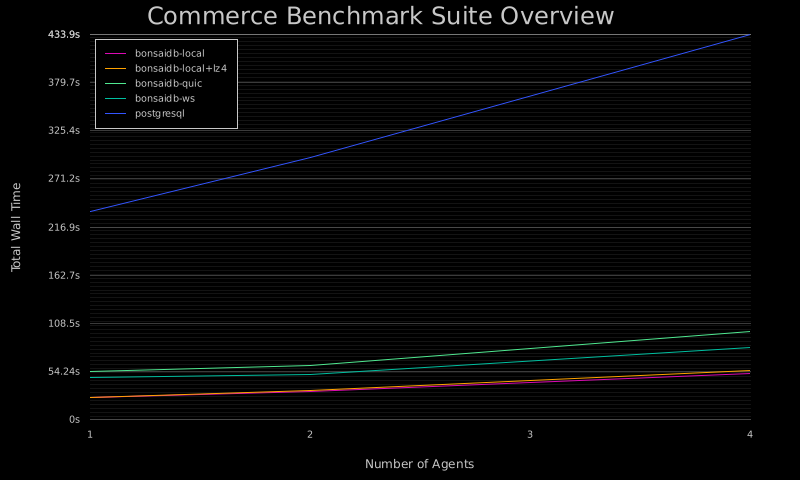 Commerce Benchmark Suite Overview
433.9s
379.7s
325.4s
271.2s
216.9s
162.7s
108.5s
54.24s
0s
bonsaidb-local
bonsaidb-local+lz4
bonsaidb-quic
bonsaidb-ws
postgresql
Total Wall Time
1
2
3
4
Number of Agents